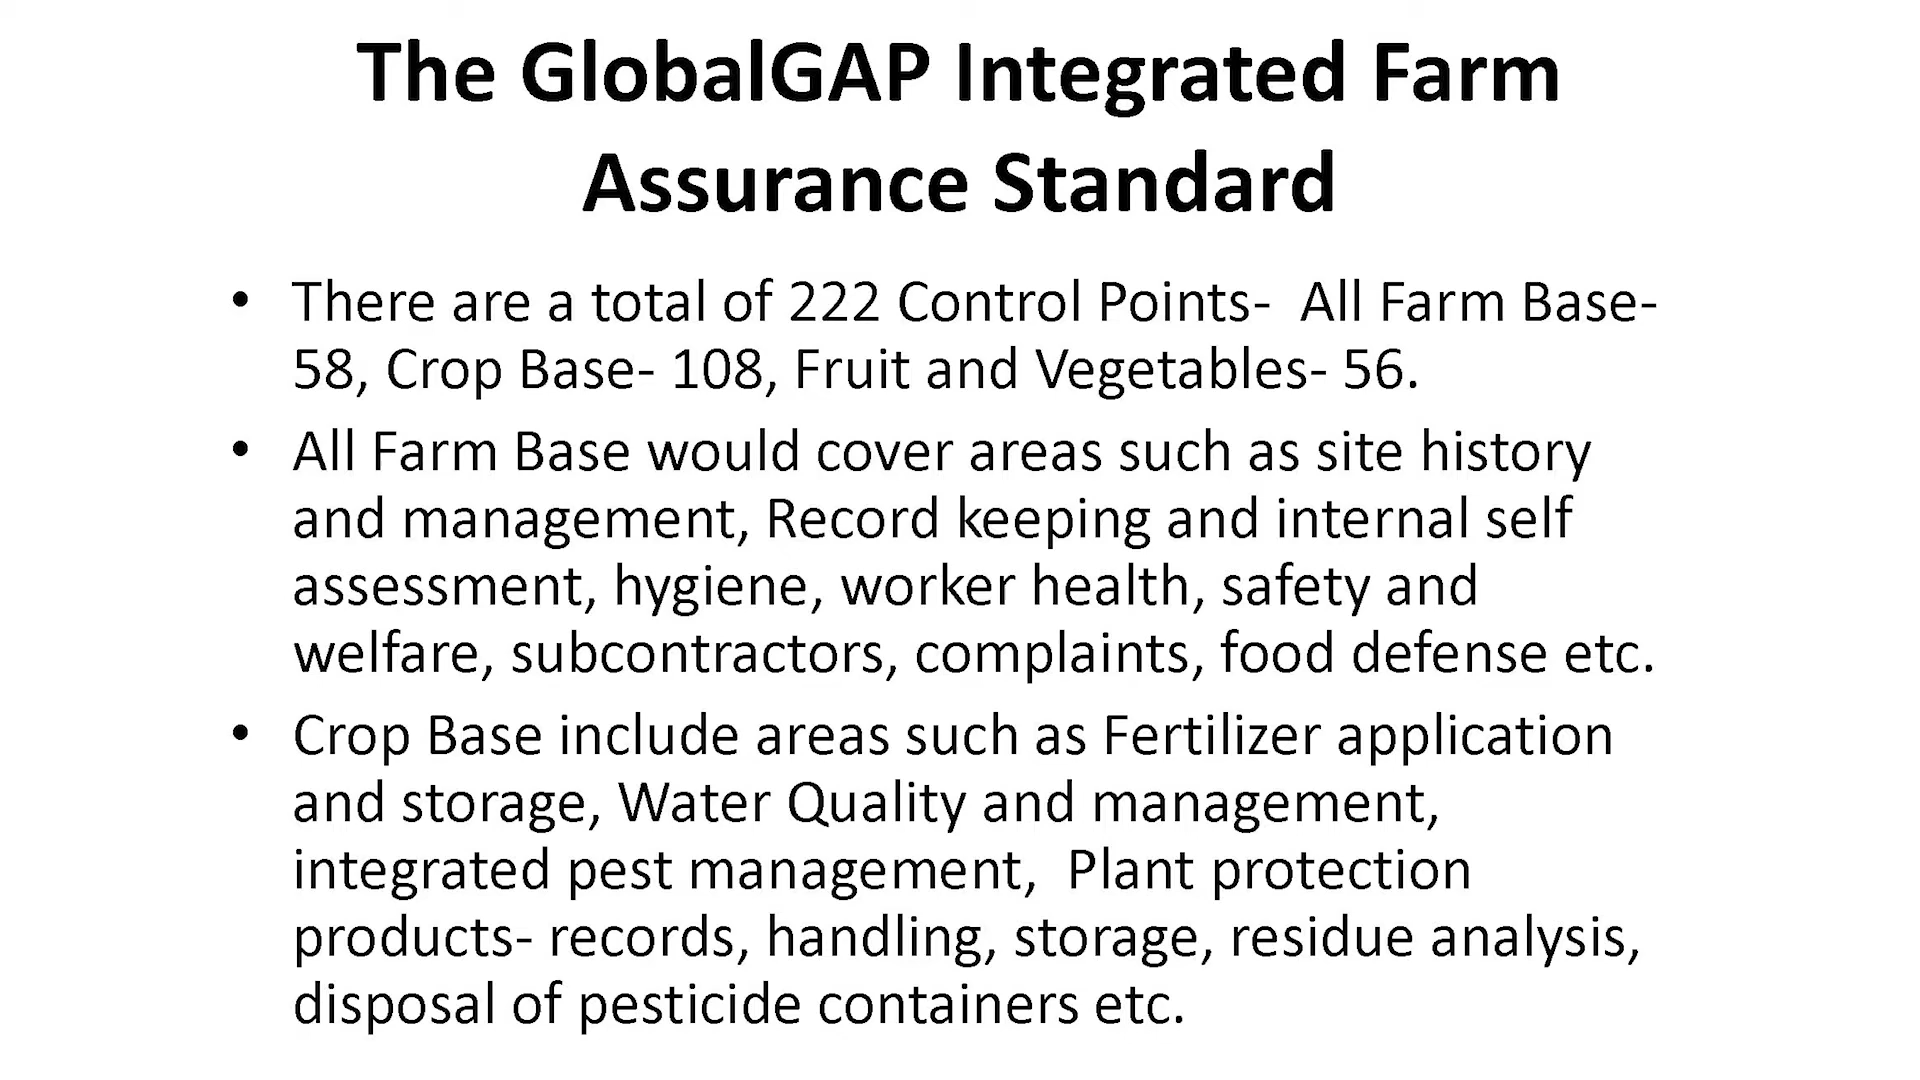 The GlobalGAP Integrated Farm
Assurance Standard
• There are a total of 222 Control Points-  All Farm Base-
58, Crop Base- 108, Fruit and Vegetables- 56.
• All Farm Base would cover areas such as site history
and management, Record keeping and internal self
assessment, hygiene, worker health, safety and
welfare, subcontractors, complaints, food defense etc.
• Crop Base include areas such as Fertilizer application
and storage, Water Quality and management,
integrated pest management,  Plant protection
products- records, handling, storage, residue analysis,
disposal of pesticide containers etc.